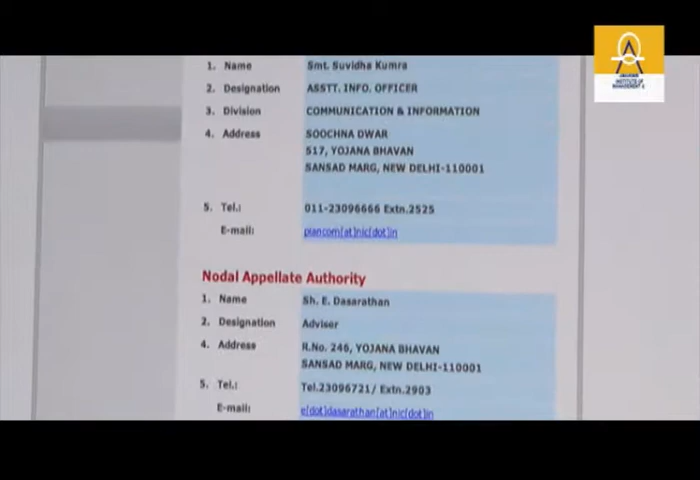 1. Name Smt. Suvidha Kumra
2. Designation ASSTT. INFO. OFFICER
3. Division COMMUNICATION & INFORMATION
4. Address SOOCHNA DWAR
517, YOJANA BHAVAN
SANSAD MARG, NEW DELHI-110001
5. Tel.: 011-23096666 Extn.2525
E-mail: plancom[at]nic[dot]in
Nodal Appellate Authority
1. Name Sh. E. Dasarathan
2. Designation Adviser
4. Address R.No. 246, YOJANA BHAVAN
SANSAD MARG, NEW DELHI-110001
5. Tel.: Tel.23096721/ Extn.2903
E-mail: e[dot]dasarathan[at]nic[dot]in
INSTITUTE OF